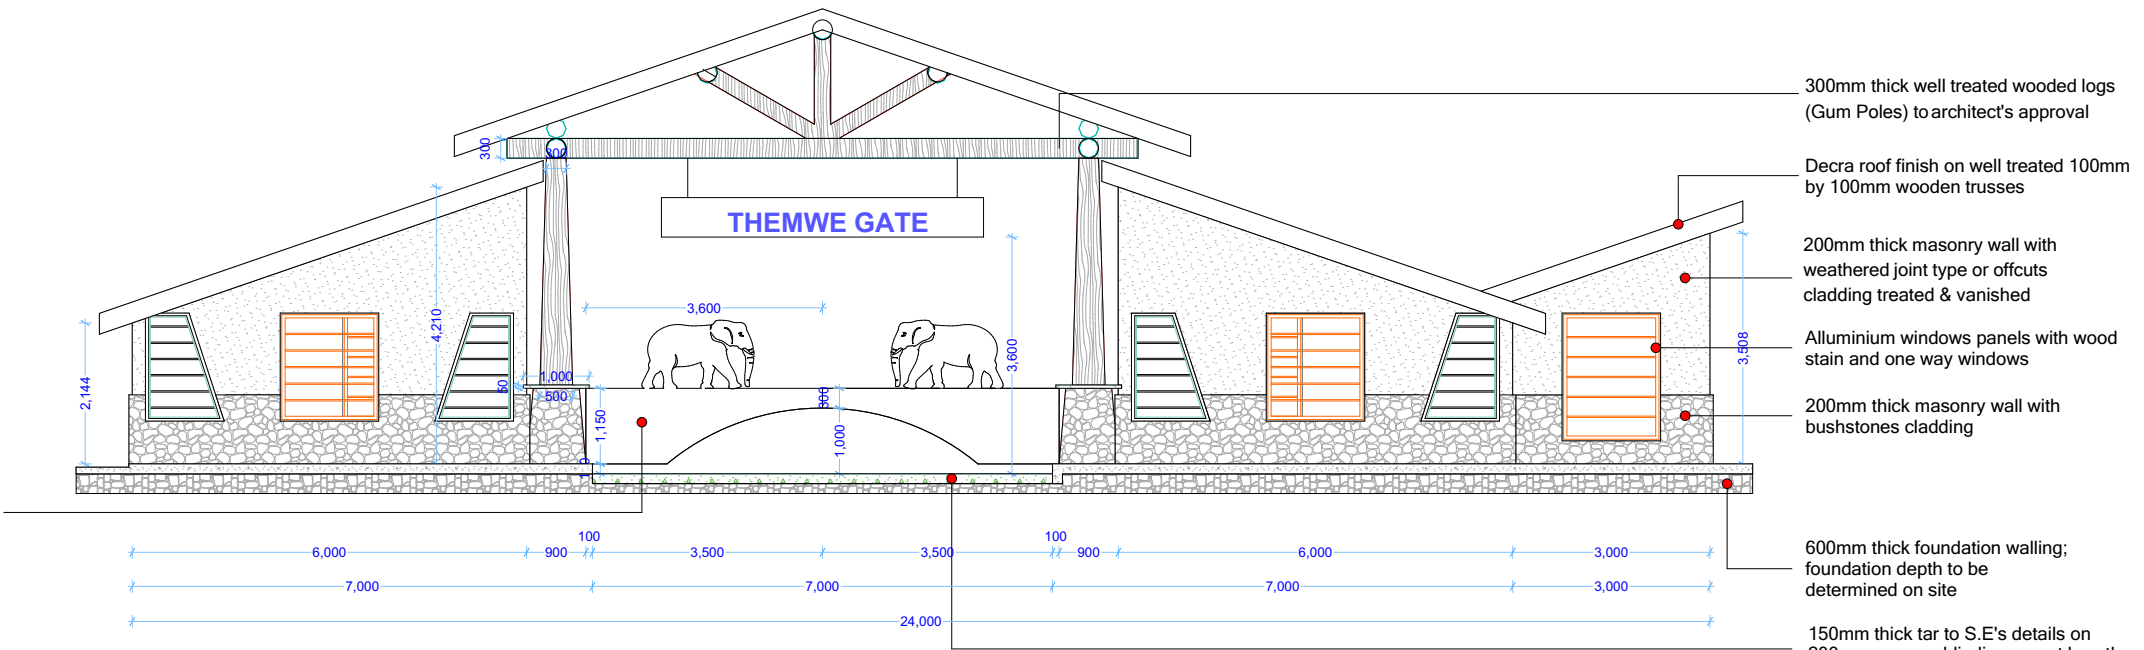 300mm thick well treated wooded logs
(Gum Poles) to architect's approval
Decra roof finish on well treated 100mm
by 100mm wooden trusses
200mm thick masonry wall with
weathered joint type or offcuts
cladding treated & vanished
Alluminium windows panels with wood
stain and one way windows
200mm thick masonry wall with
bushstones cladding
600mm thick foundation walling;
foundation depth to be
determined on site
150mm thick tar to S.E's details on
THEMWE GATE
300
300
4,210
2,144
3,600
3,600
3,508
1,000
50
500
300
1,150
1,000
100
100
6,000
900
3,500
3,500
900
6,000
3,000
7,000
7,000
7,000
3,000
24,000